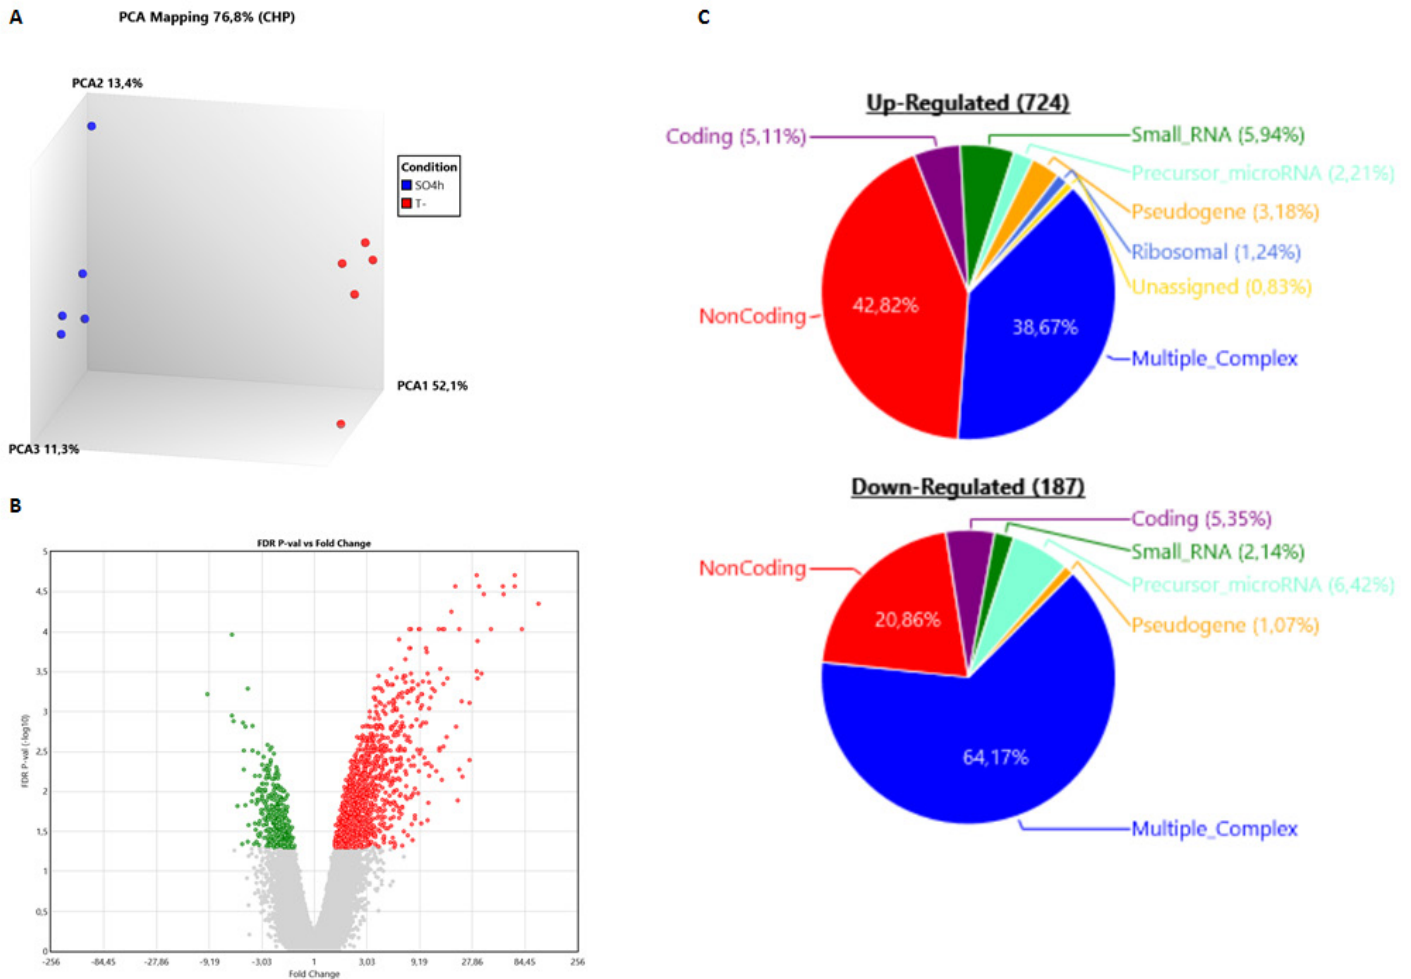 A
PCA Mapping 76,8% (CHP)
PCA2 13,4%
Condition
SO4h
T-
PCA1 52,1%
PCA3 11,3%
B
FDR P-val vs Fold Change
5
4,5
4
3,5
3
2,5
2
1,5
1
0,5
0
FDR P-val (-log10)
-256 -84,45 -27,86 -9,19 -3,03 1 3,03 9,19 27,86 84,45 256
Fold Change
C
Up-Regulated (724)
Coding (5,11%)
Small_RNA (5,94%)
Precursor_microRNA (2,21%)
Pseudogene (3,18%)
Ribosomal (1,24%)
Unassigned (0,83%)
NonCoding
42,82%
38,67%
Multiple_Complex
Down-Regulated (187)
Coding (5,35%)
Small_RNA (2,14%)
NonCoding
Precursor_microRNA (6,42%)
20,86%
Pseudogene (1,07%)
64,17%
Multiple_Complex